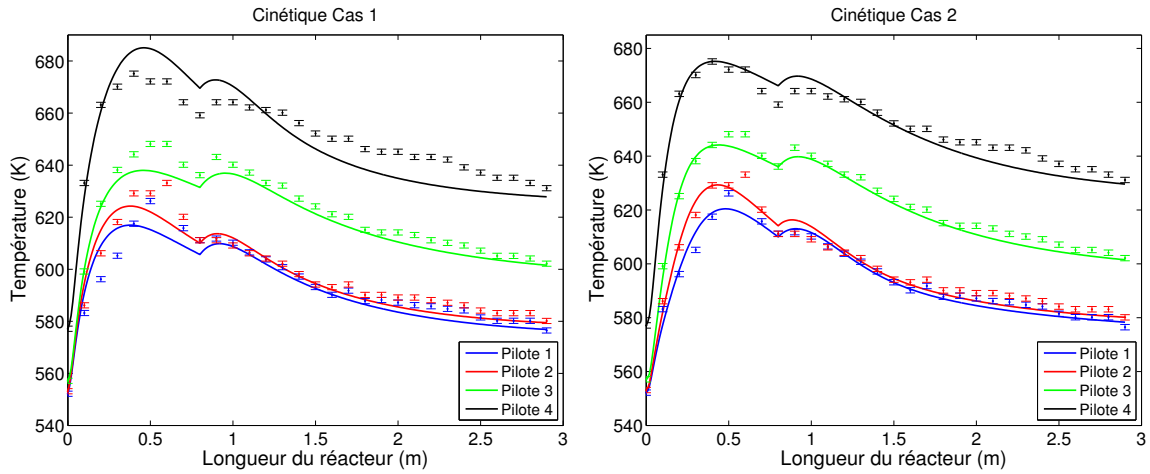 Cinétique Cas 1
Température (K)
680
660
640
620
600
580
560
540
0
0.5
1
1.5
2
2.5
3
Longueur du réacteur (m)
Pilote 1
Pilote 2
Pilote 3
Pilote 4
Cinétique Cas 2
Température (K)
680
660
640
620
600
580
560
540
0
0.5
1
1.5
2
2.5
3
Longueur du réacteur (m)
Pilote 1
Pilote 2
Pilote 3
Pilote 4